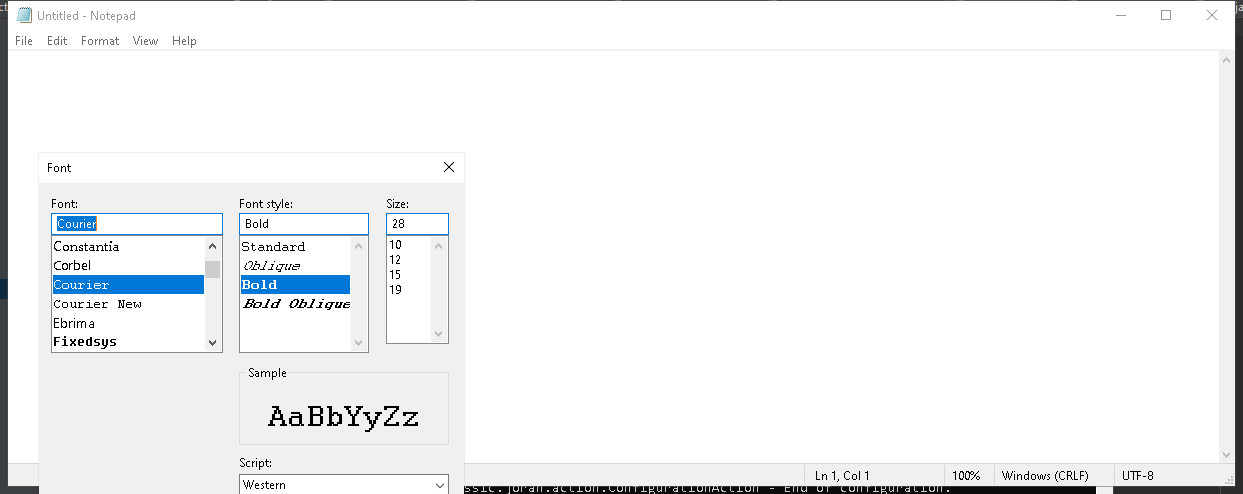 Untitled - Notepad
File Edit Format View Help
Font
Font: Font style: Size:
Courier Bold 28
Constantia Standard 10
Corbel Oblique 12
Courier Bold 15
Courier New Bold Oblique 19
Ebrima
Fixedsys
Sample
AaBbYyZz
Script:
Western
Ln 1, Col 1 100% Windows (CRLF) UTF-8
ssic.joran.action.ConfigurationAction - End of configuration.